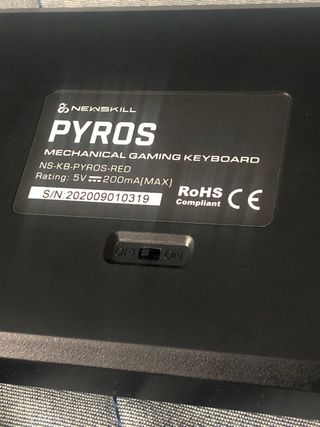 NEWSKILL
PYROS
MECHANICAL GAMING KEYBOARD
NS-KB-PYROS-RED
Rating: 5V⎓200mA(MAX)
S/N:202009010319
RoHS
Compliant
CE
OFF ON